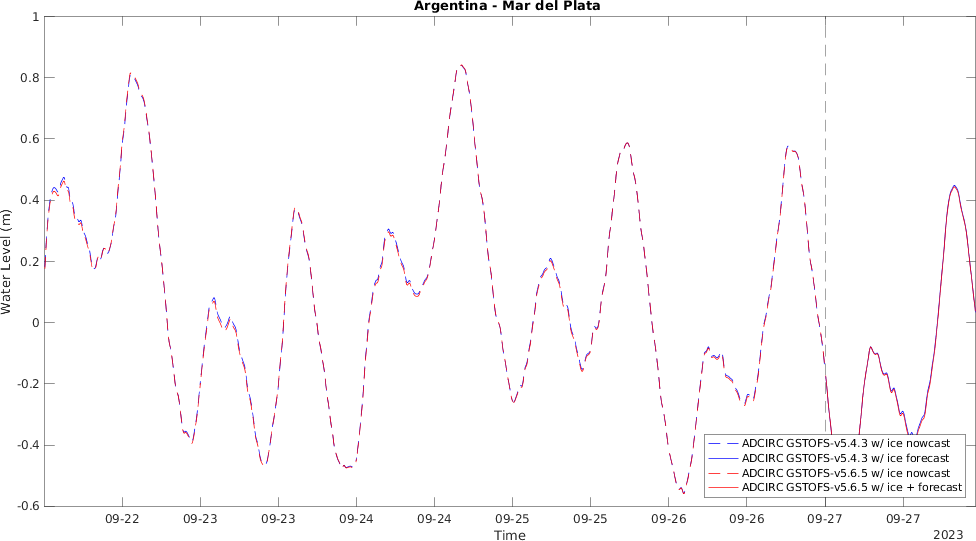 Argentina - Mar del Plata
1
0.8
0.6
0.4
0.2
0
-0.2
-0.4
-0.6
Water Level (m)
ADCIRC GSTOFS-v5.4.3 w/ ice nowcast
ADCIRC GSTOFS-v5.4.3 w/ ice forecast
ADCIRC GSTOFS-v5.6.5 w/ ice nowcast
ADCIRC GSTOFS-v5.6.5 w/ ice + forecast
09-22 09-23 09-23 09-24 09-24 09-25 09-25 09-26 09-26 09-27 09-27
Time
2023